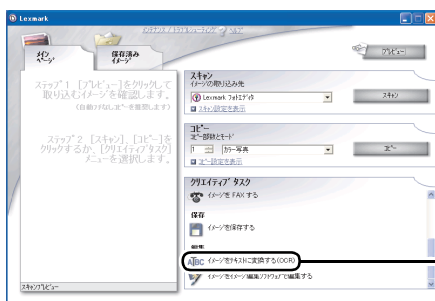 Lexmark
メイン
ページ
保存済み
イメージ
プレビュー
ステップ1 [プレビュー]をクリックして
取り込むイメージを確認します。
(自動ナビなしコピーを推奨します)
ステップ2 [スキャン]、[コピー]を
クリックするか、[クリエイティブタスク]
メニューを選択します。
スキャンプレビュー
スキャン
イメージの取り込み先
Lexmark フォトエディタ
スキャン
スキャン設定を表示
コピー
コピー部数とモード
1
カラー写真
コピー
コピー設定を表示
クリエイティブ タスク
イメージを FAX する
保存
イメージを保存する
編集
ABC
イメージをテキストに変換する(OCR)
イメージをイメージ編集ソフトウェアで編集する